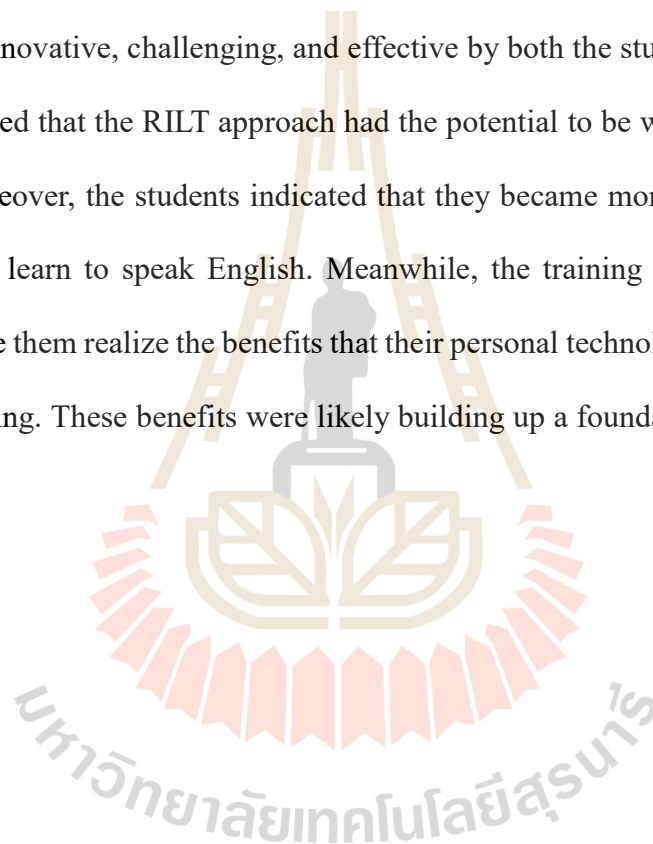 nnovative, challenging, and effective by both the stu
ed that the RILT approach had the potential to be w
eover, the students indicated that they became mor
learn to speak English. Meanwhile, the training
e them realize the benefits that their personal technol
ing. These benefits were likely building up a founda
มหาวิทยาลัยเทคโนโลยีสุรนารี